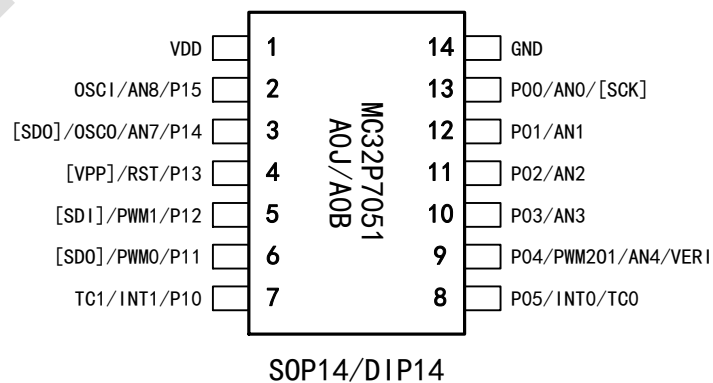 VDD 1 14 GND
OSCI/AN8/P15 2 13 P00/AN0/[SCK]
[SDO]/OSCO/AN7/P14 3 12 P01/AN1
[VPP]/RST/P13 4 11 P02/AN2
[SDI]/PWM1/P12 5 10 P03/AN3
[SDO]/PWM0/P11 6 9 P04/PWM201/AN4/VERI
TC1/INT1/P10 7 8 P05/INT0/TC0
MC32P7051
A0J/A0B
SOP14/DIP14